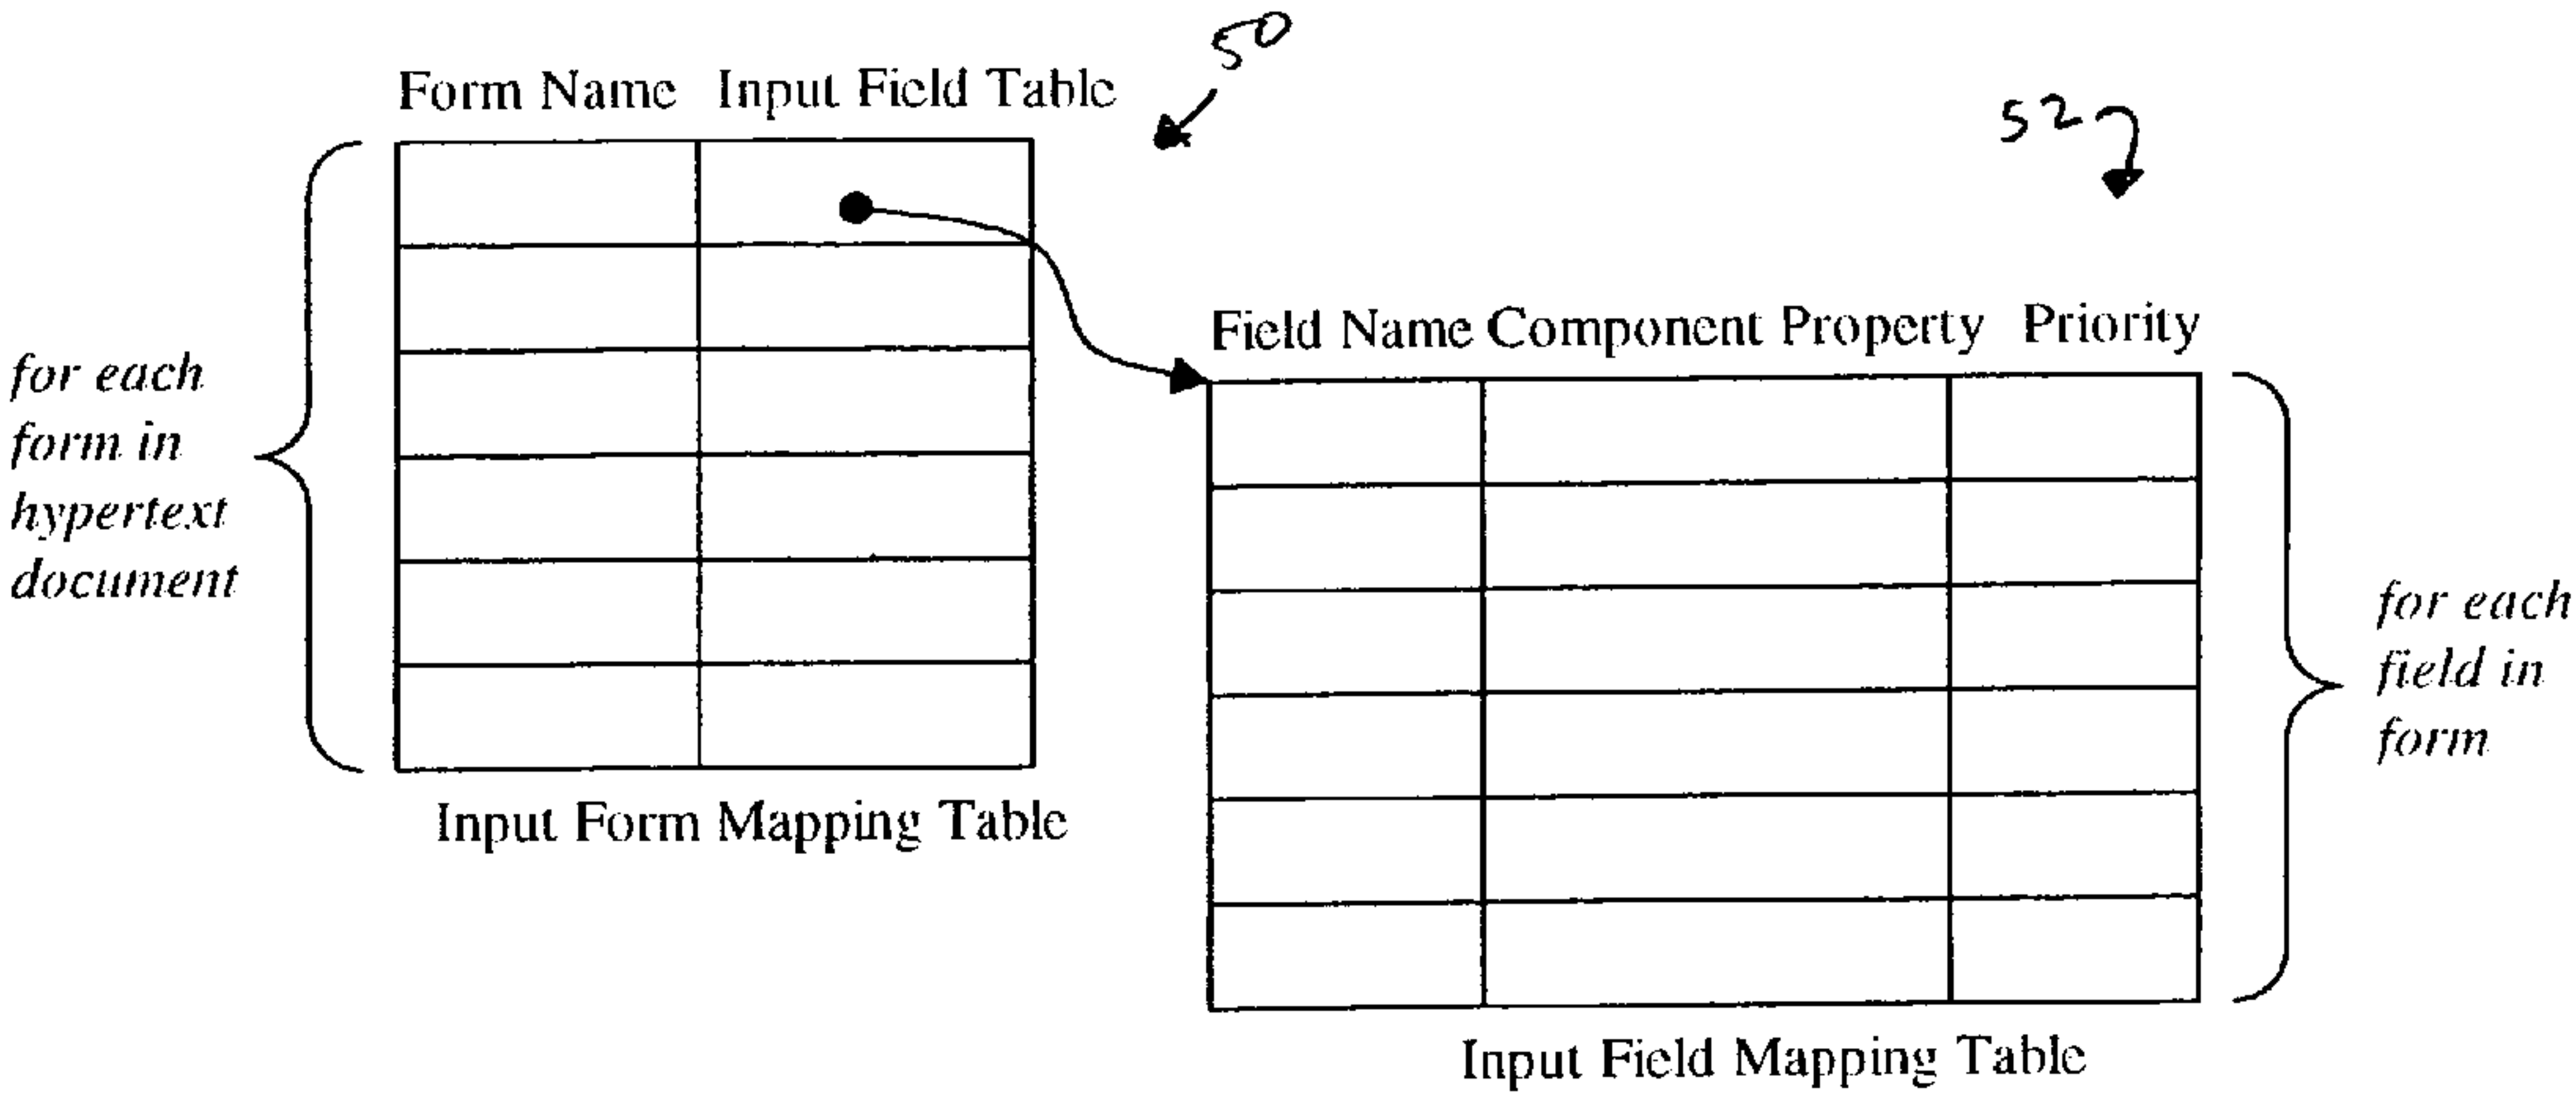 50
Form Name Input Field Table
52
Field Name Component Property Priority
for each
form in
hypertext
document
for each
field in
form
Input Form Mapping Table
Input Field Mapping Table